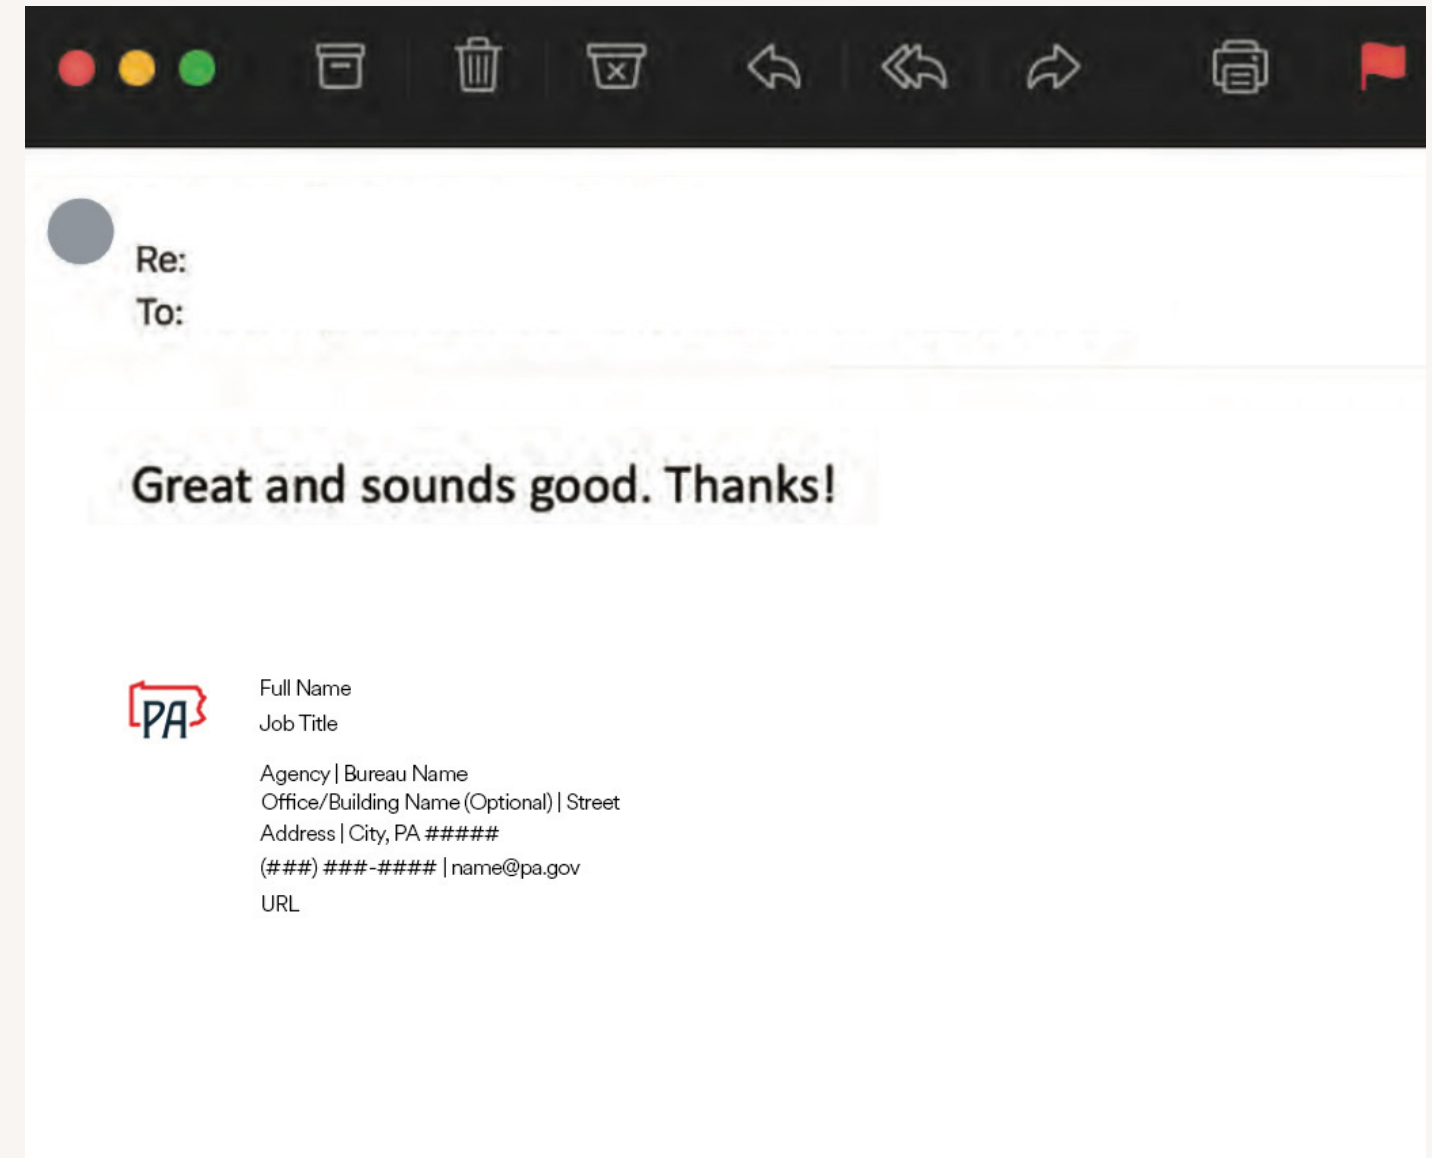 Re:
To:
Great and sounds good. Thanks!
PA
Full Name
Job Title
Agency | Bureau Name
Office/Building Name (Optional) | Street
Address | City, PA #####
(###) ###-#### | name@pa.gov
URL